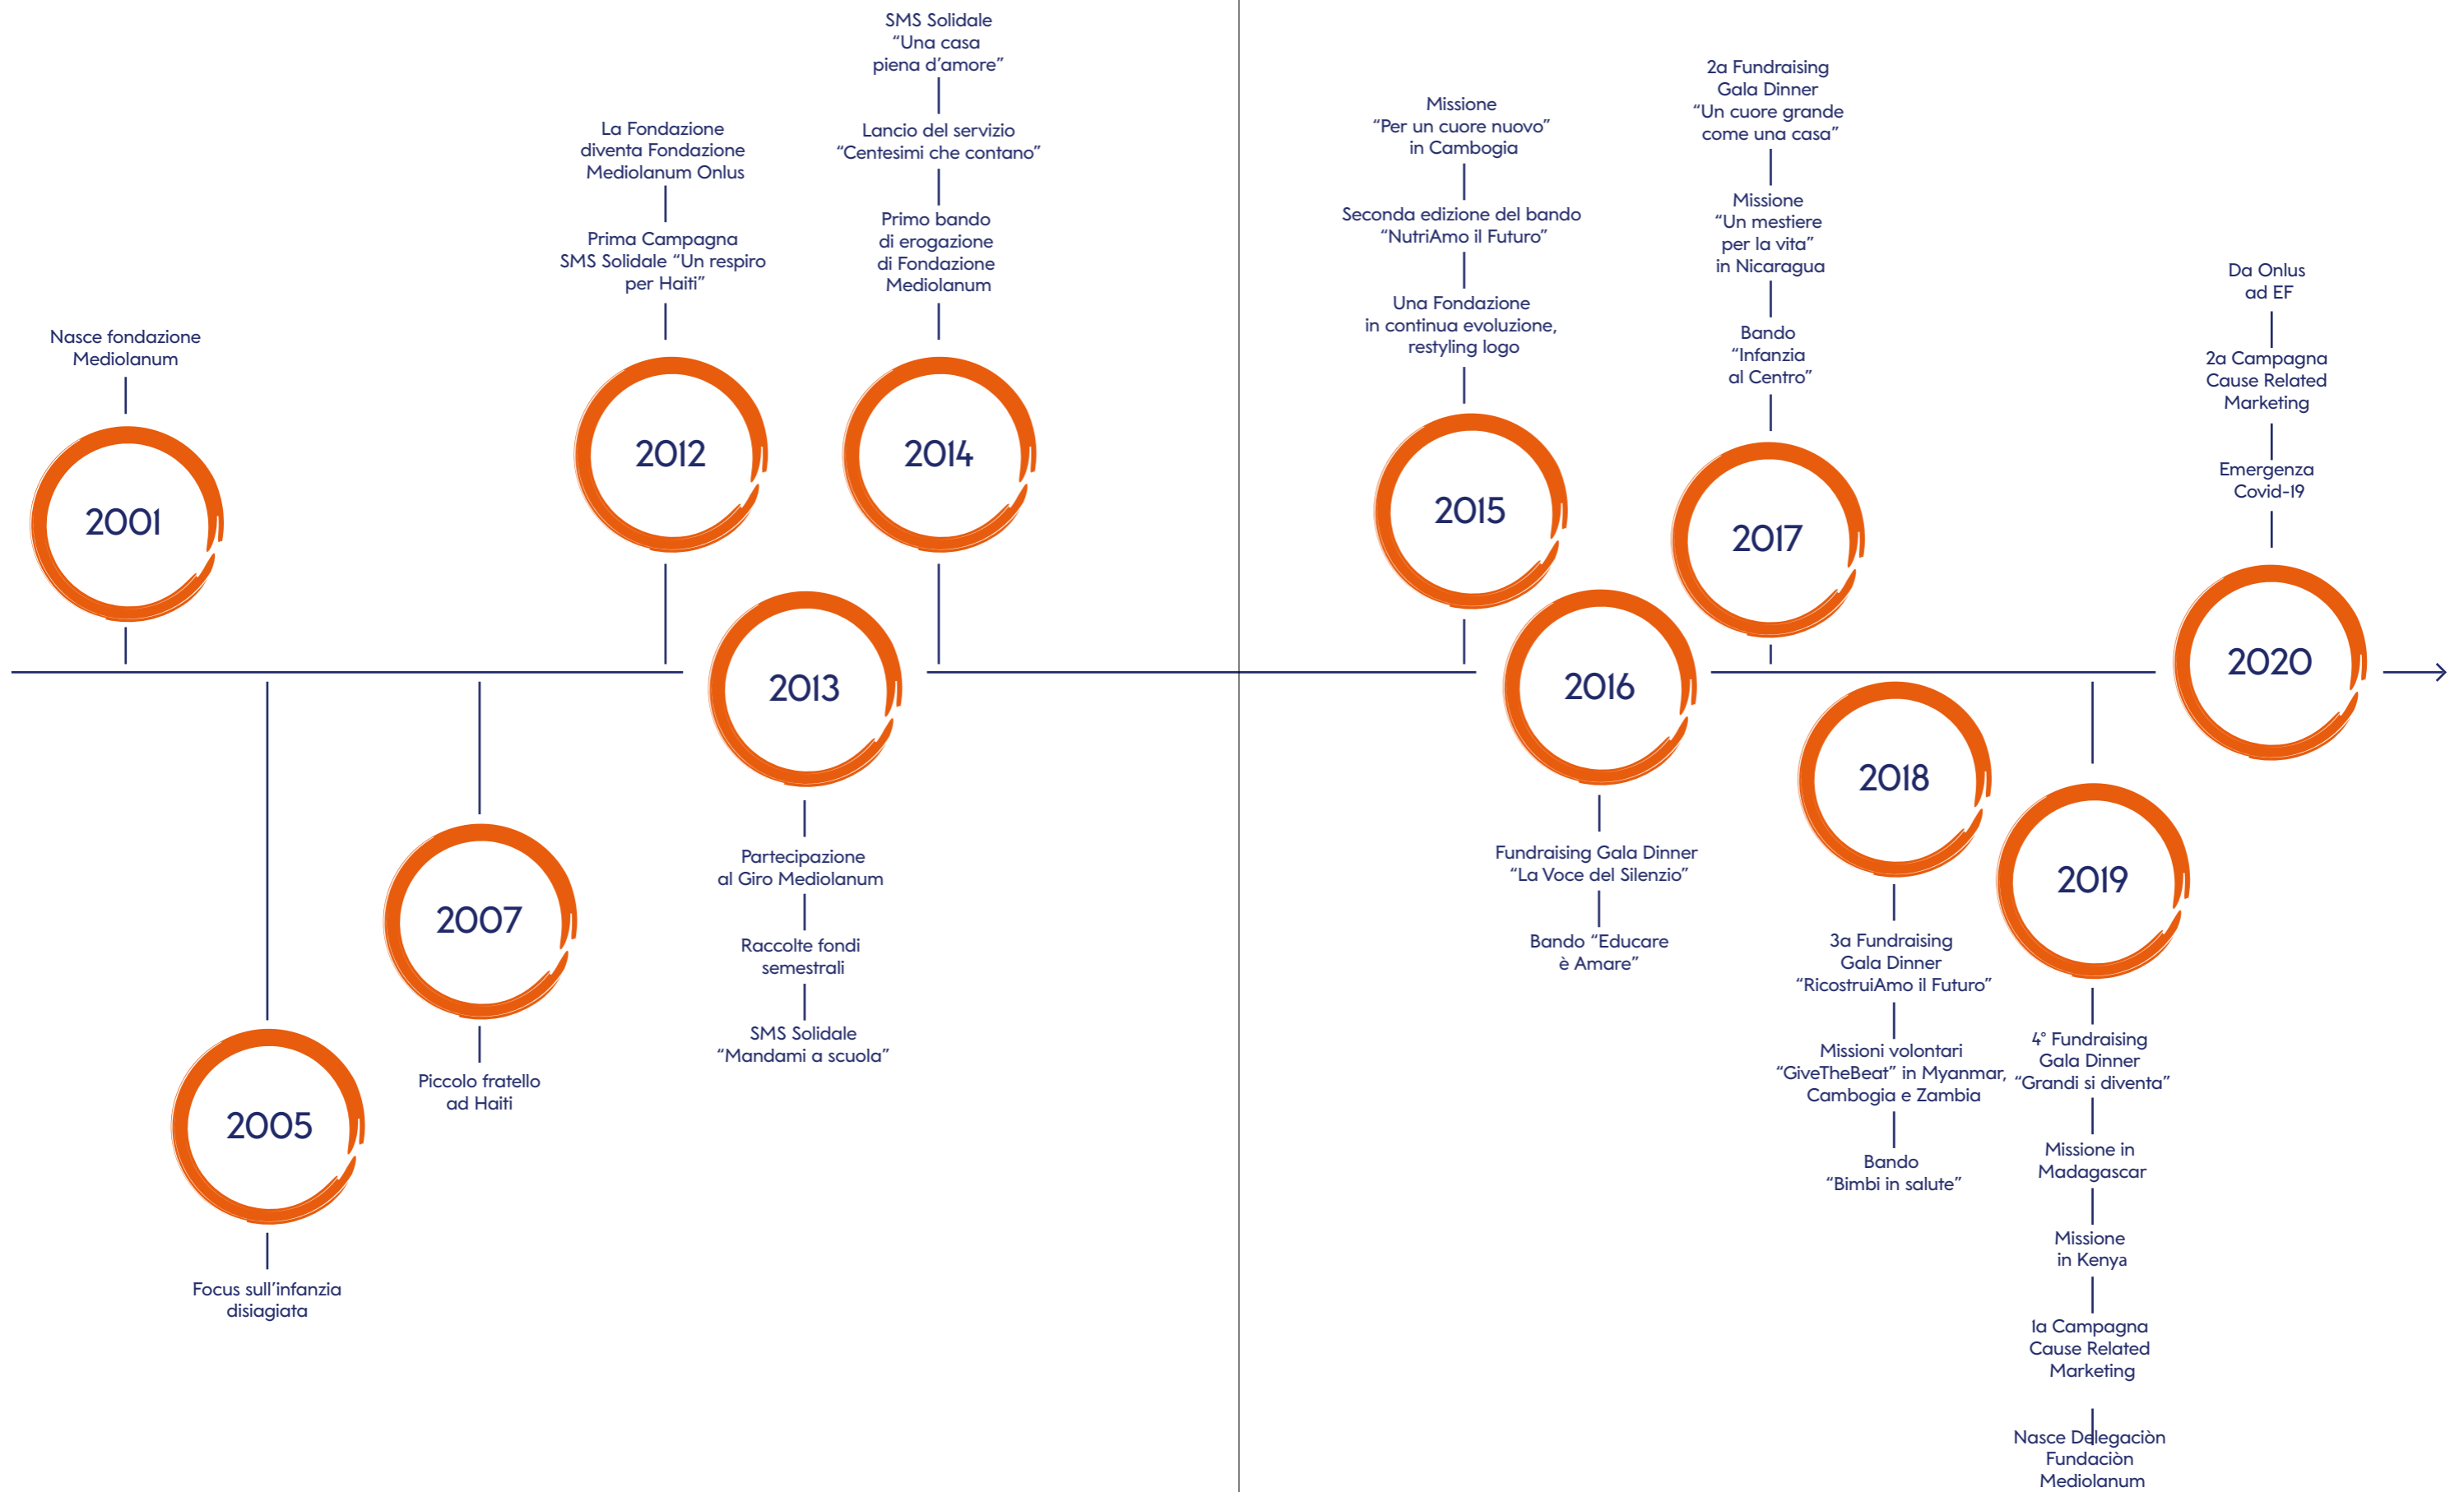 Nasce fondazione
Mediolanum
2001
2005
Focus sull’infanzia
disiagiata
2007
Piccolo fratello
ad Haiti
La Fondazione
diventa Fondazione
Mediolanum Onlus
Prima Campagna
SMS Solidale “Un respiro
per Haiti”
2012
2013
Partecipazione
al Giro Mediolanum
Raccolte fondi
semestrali
SMS Solidale
“Mandami a scuola”
SMS Solidale
“Una casa
piena d’amore”
Lancio del servizio
“Centesimi che contano”
Primo bando
di erogazione
di Fondazione
Mediolanum
2014
Missione
“Per un cuore nuovo”
in Cambogia
Seconda edizione del bando
“NutriAmo il Futuro”
Una Fondazione
in continua evoluzione,
restyling logo
2015
2016
Fundraising Gala Dinner
“La Voce del Silenzio”
Bando “Educare
è Amare”
2a Fundraising
Gala Dinner
“Un cuore grande
come una casa”
Missione
“Un mestiere
per la vita”
in Nicaragua
Bando
“Infanzia
al Centro”
2017
2018
3a Fundraising
Gala Dinner
“RicostruiAmo il Futuro”
Missioni volontari
“GiveTheBeat” in Myanmar,
Cambogia e Zambia
Bando
“Bimbi in salute”
2019
4° Fundraising
Gala Dinner
“Grandi si diventa”
Missione in
Madagascar
Missione
in Kenya
1a Campagna
Cause Related
Marketing
Nasce Delegaciòn
Fundaciòn
Mediolanum
Da Onlus
ad EF
2a Campagna
Cause Related
Marketing
Emergenza
Covid-19
2020